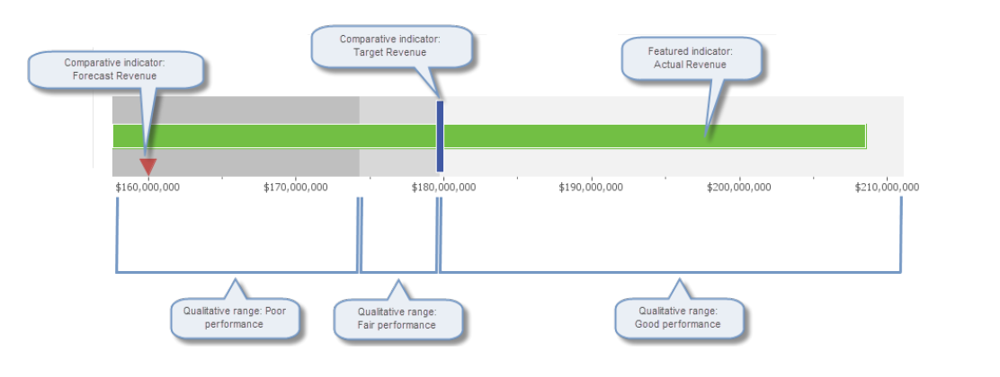 Comparative indicator:
Target Revenue
Featured indicator:
Actual Revenue
Comparative indicator:
Forecast Revenue
$160,000,000
$170,000,000
$180,000,000
$190,000,000
$200,000,000
$210,000,000
Qualitative range: Poor
performance
Qualitative range:
Fair performance
Qualitative range:
Good performance